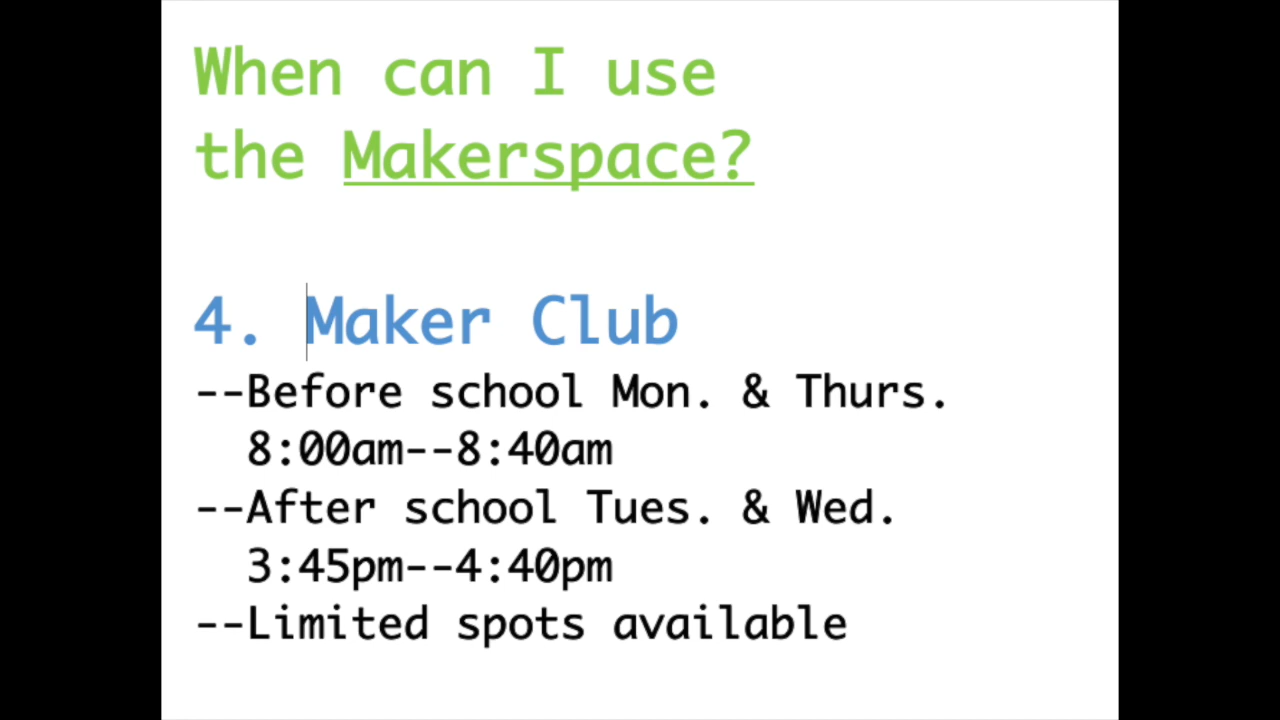 When can I use
the Makerspace?
4. Maker Club
--Before school Mon. & Thurs.
8:00am--8:40am
--After school Tues. & Wed.
3:45pm--4:40pm
--Limited spots available